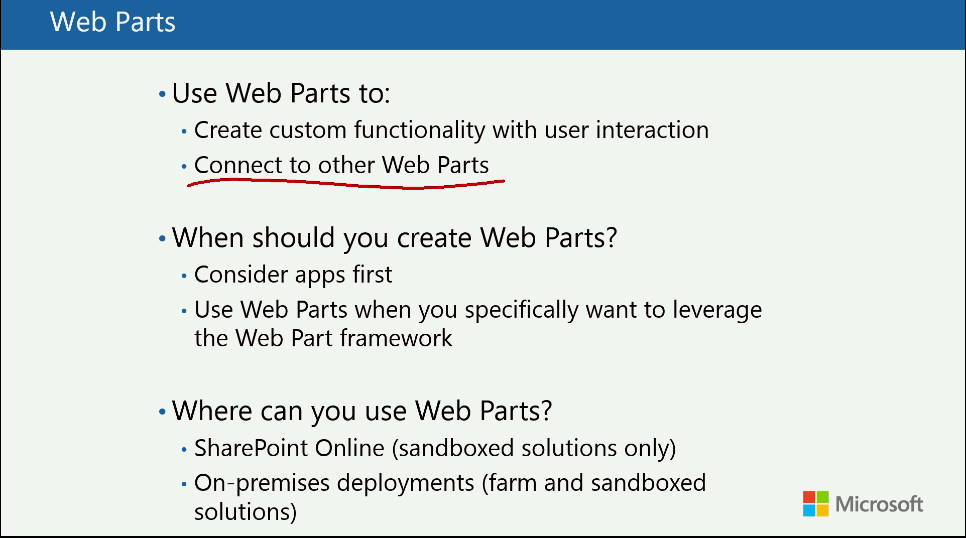 Web Parts
• Use Web Parts to:
• Create custom functionality with user interaction
• Connect to other Web Parts
• When should you create Web Parts?
• Consider apps first
• Use Web Parts when you specifically want to leverage
the Web Part framework
• Where can you use Web Parts?
• SharePoint Online (sandboxed solutions only)
• On-premises deployments (farm and sandboxed
solutions)
Microsoft